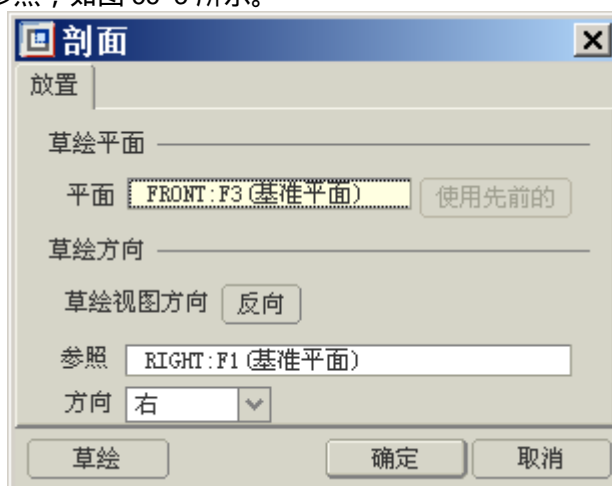 剖面
放置
草绘平面
平面 FRONT:F3(基准平面) 使用先前的
草绘方向
草绘视图方向 反向
参照 RIGHT:F1(基准平面)
方向 右
草绘 确定 取消